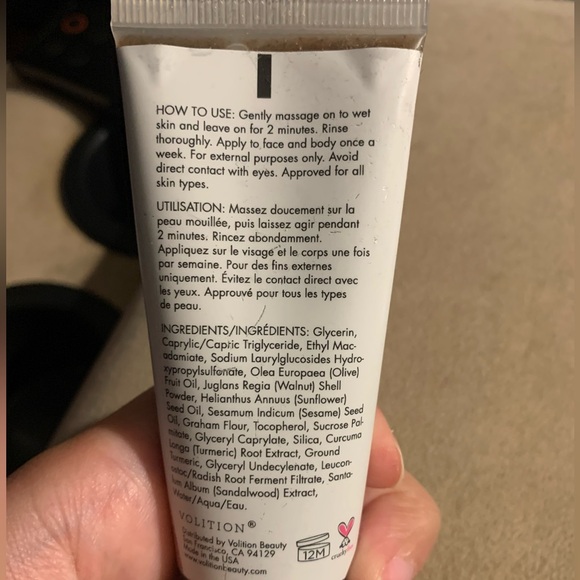 HOW TO USE: Gently massage on to wet
skin and leave on for 2 minutes. Rinse
thoroughly. Apply to face and body once a
week. For external purposes only. Avoid
direct contact with eyes. Approved for all
skin types.
UTILISATION: Massez doucement sur la
peau mouillée, puis laissez agir pendant
2 minutes. Rincez abondamment.
Appliquez sur le visage et le corps une fois
par semaine. Pour des fins externes
uniquement. Évitez le contact direct avec
les yeux. Approuvé pour tous les types
de peau.
INGREDIENTS/INGRÉDIENTS: Glycerin,
Caprylic/Capric Triglyceride, Ethyl Mac-
adamiate, Sodium Laurylglucosides Hydro-
xypropylsulfonate, Olea Europaea (Olive)
Fruit Oil, Juglans Regia (Walnut) Shell
Powder, Helianthus Annuus (Sunflower)
Seed Oil, Sesamum Indicum (Sesame) Seed
Oil, Graham Flour, Tocopherol, Sucrose Pal-
mitate, Glyceryl Caprylate, Silica, Curcuma
Longa (Turmeric) Root Extract, Ground
Turmeric, Glyceryl Undecylenate, Leucon-
ostoc/Radish Root Ferment Filtrate, Santa-
lum Album (Sandalwood) Extract,
Water/Aqua/Eau.
VOLITION®
Distributed by Volition Beauty
San Francisco, CA 94129
Made in the USA
www.volitionbeauty.com
12M
crueltyfree